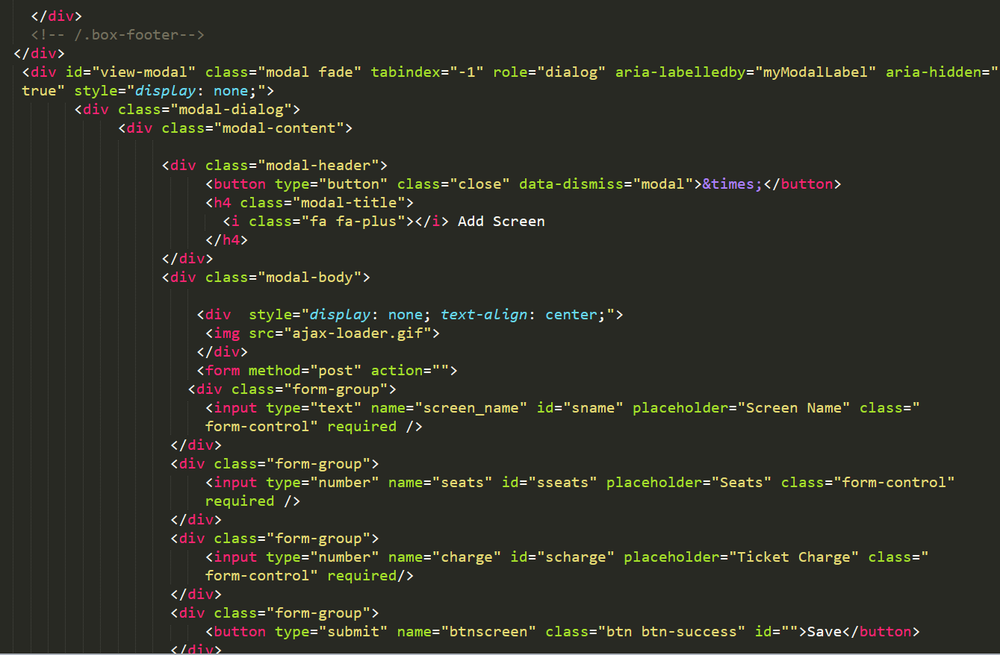 </div>
<!-- /.box-footer-->
</div>
<div id="view-modal" class="modal fade" tabindex="-1" role="dialog" aria-labelledby="myModalLabel" aria-hidden="
true" style="display: none;">
<div class="modal-dialog">
<div class="modal-content">
<div class="modal-header">
<button type="button" class="close" data-dismiss="modal">&times;</button>
<h4 class="modal-title">
<i class="fa fa-plus"></i> Add Screen
</h4>
</div>
<div class="modal-body">
<div  style="display: none; text-align: center;">
<img src="ajax-loader.gif">
</div>
<form method="post" action="">
<div class="form-group">
<input type="text" name="screen_name" id="sname" placeholder="Screen Name" class="
form-control" required />
</div>
<div class="form-group">
<input type="number" name="seats" id="sseats" placeholder="Seats" class="form-control"
required />
</div>
<div class="form-group">
<input type="number" name="charge" id="scharge" placeholder="Ticket Charge" class="
form-control" required/>
</div>
<div class="form-group">
<button type="submit" name="btnscreen" class="btn btn-success" id="">Save</button>
</div>